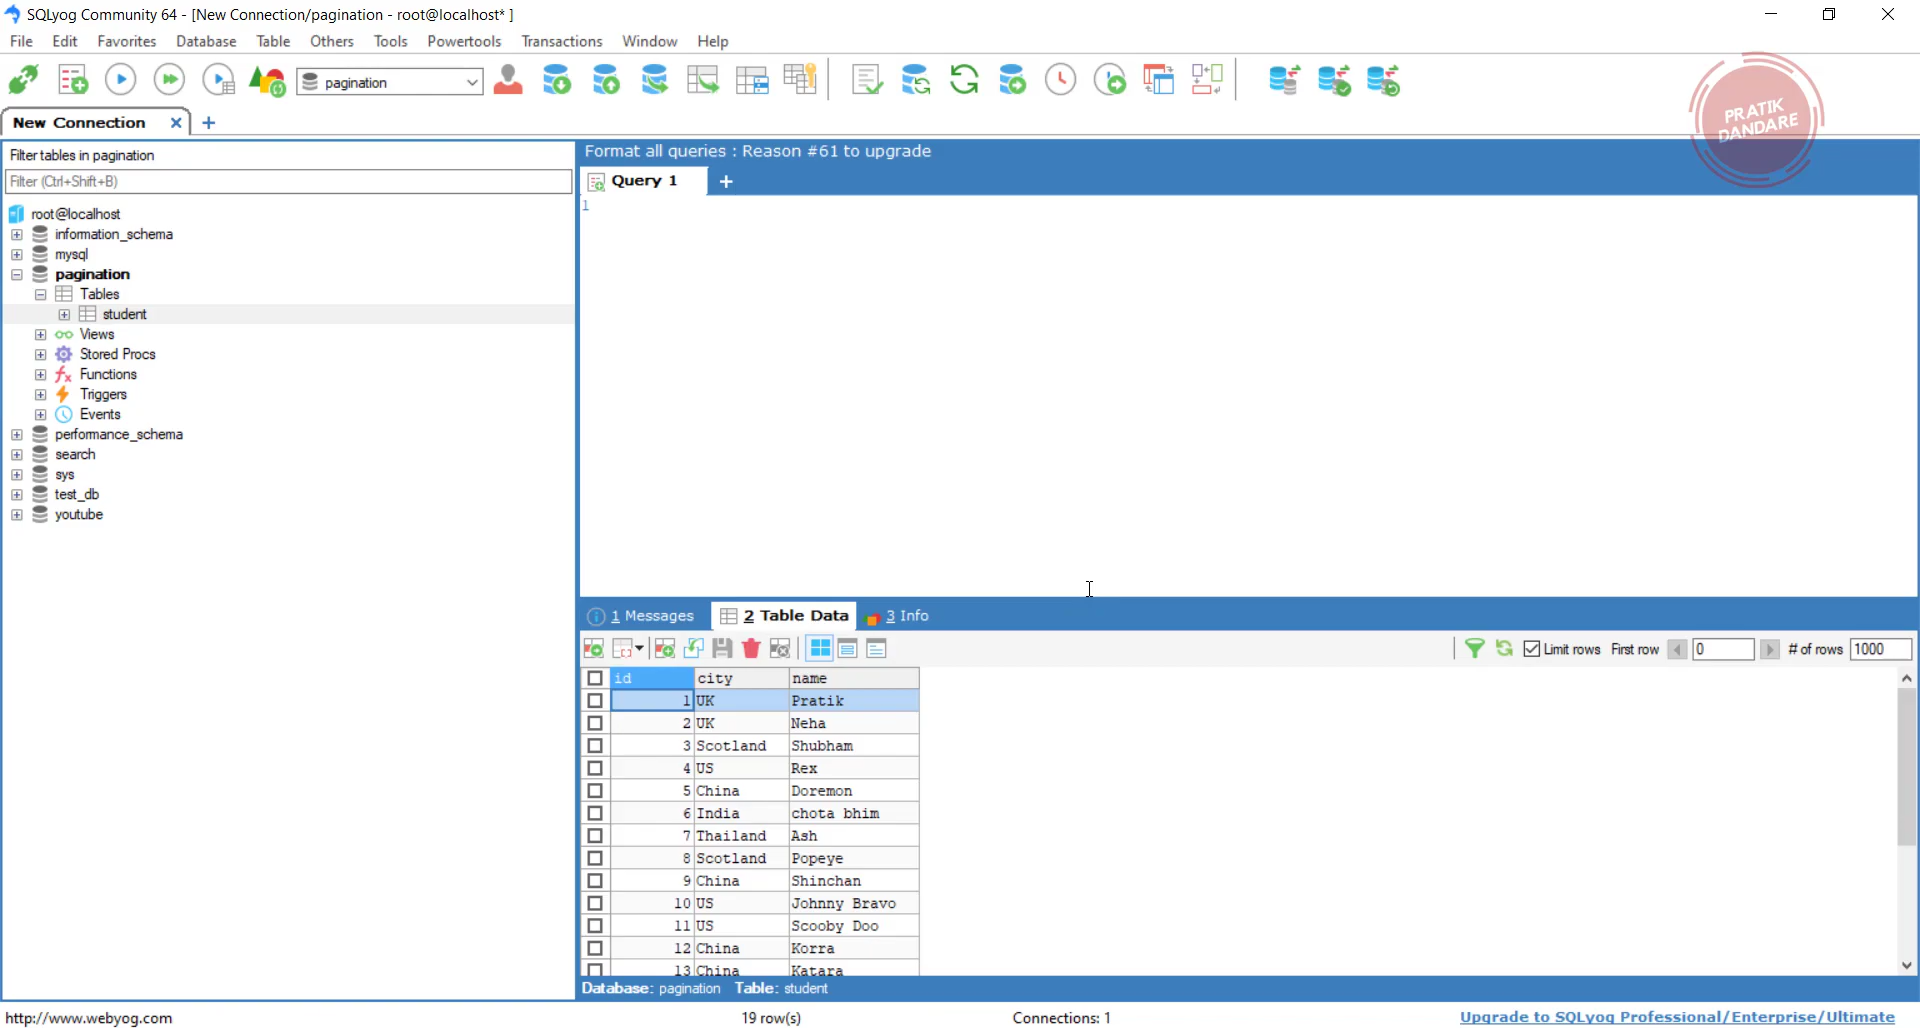 SQLyog Community 64 - [New Connection/pagination - root@localhost* ]
File Edit Favorites Database Table Others Tools Powertools Transactions Window Help
pagination
PRATIK
DANDARE
New Connection
Filter tables in pagination
Filter (Ctrl+Shift+B)
root@localhost
information_schema
mysql
pagination
Tables
student
Views
Stored Procs
Functions
Triggers
Events
performance_schema
search
sys
test_db
youtube
Format all queries : Reason #61 to upgrade
Query 1
1
1 Messages 2 Table Data 3 Info
Limit rows First row 0 # of rows 1000
id city name
1 UK Pratik
2 UK Neha
3 Scotland Shubham
4 US Rex
5 China Doremon
6 India chota bhim
7 Thailand Ash
8 Scotland Popeye
9 China Shinchan
10 US Johnny Bravo
11 US Scooby Doo
12 China Korra
13 China Katara
Database: pagination Table: student
http://www.webyog.com 19 row(s) Connections: 1 Upgrade to SQLyog Professional/Enterprise/Ultimate